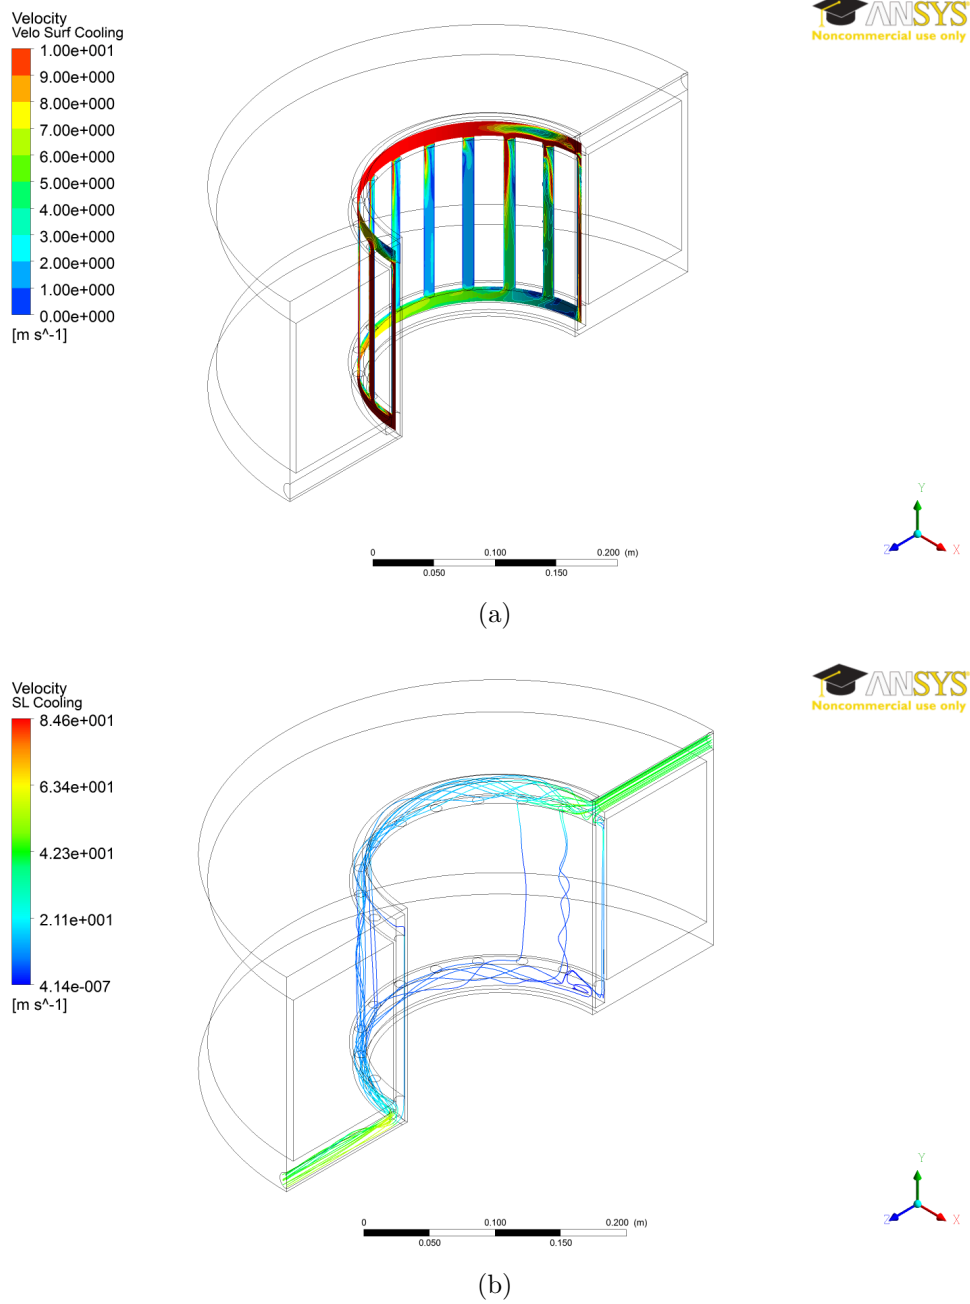 Velocity
Velo Surf Cooling
1.00e+001
9.00e+000
8.00e+000
7.00e+000
6.00e+000
5.00e+000
4.00e+000
3.00e+000
2.00e+000
1.00e+000
0.00e+000
[m s^-1]
ANSYS
Noncommercial use only
Y
Z
X
0 0.100 0.200 (m)
0.050 0.150
(a)
Velocity
SL Cooling
8.46e+001
6.34e+001
4.23e+001
2.11e+001
4.14e-007
[m s^-1]
ANSYS
Noncommercial use only
Y
Z
X
0 0.100 0.200 (m)
0.050 0.150
(b)